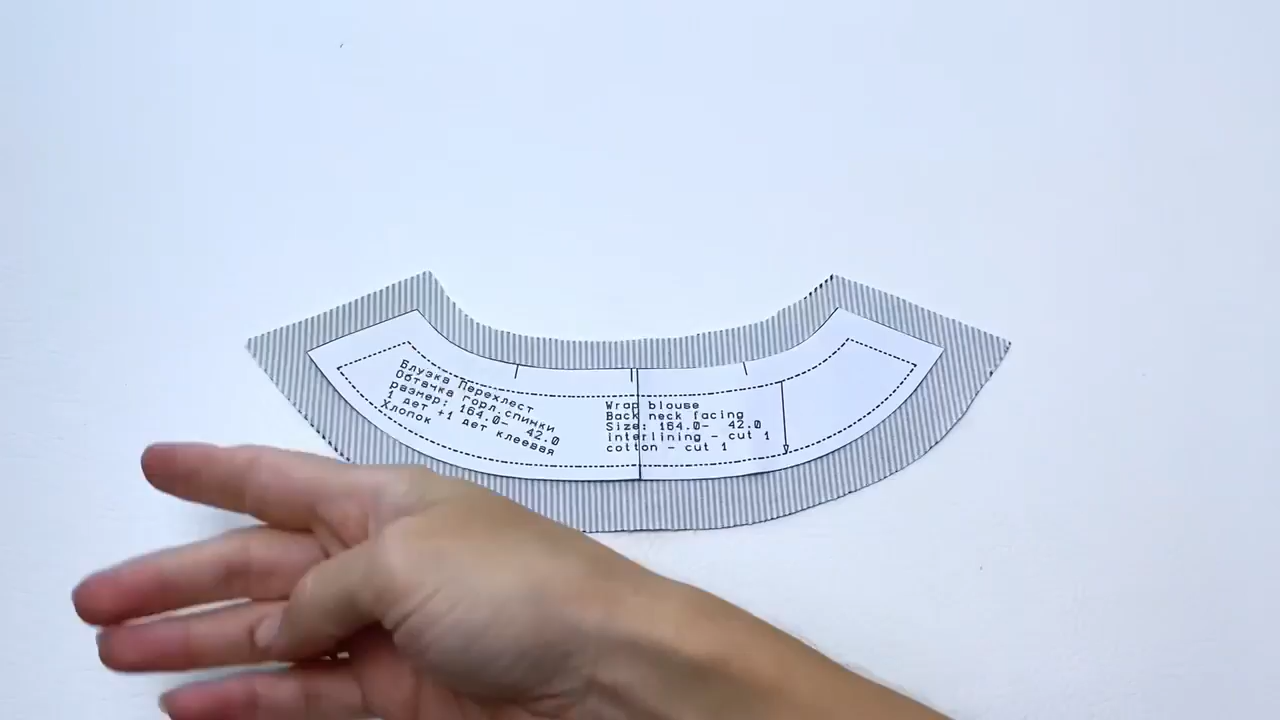 Блузка Перехлест
Обтачка горл.спинки
размер: 164.0- 42.0
1 дет +1 дет клеевая
Хлопок
Wrap blouse
Back neck facing
Size: 164.0- 42.0
interlining - cut 1
cotton - cut 1